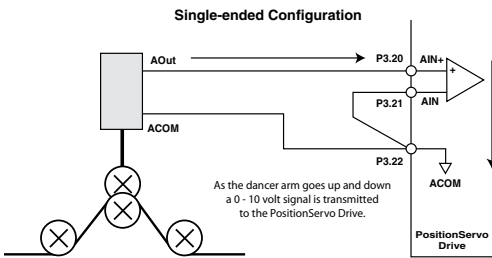 Single-ended Configuration
AOut
P3.20
AIN+
+
P3.21
AIN
ACOM
P3.22
ACOM
As the dancer arm goes up and down
a 0 - 10 volt signal is transmitted
to the PositionServo Drive.
PositionServo
Drive